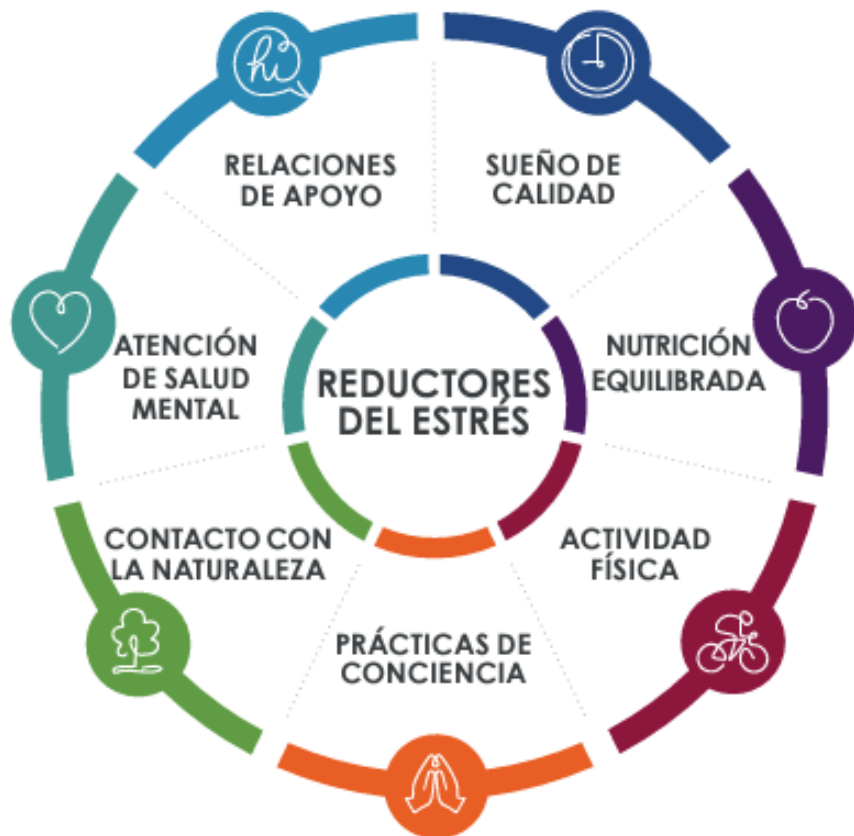 hi
RELACIONES
DE APOYO
SUEÑO DE
CALIDAD
NUTRICIÓN
EQUILIBRADA
ACTIVIDAD
FÍSICA
PRÁCTICAS DE
CONCIENCIA
CONTACTO CON
LA NATURALEZA
ATENCIÓN
DE SALUD
MENTAL
REDUCTORES
DEL ESTRÉS